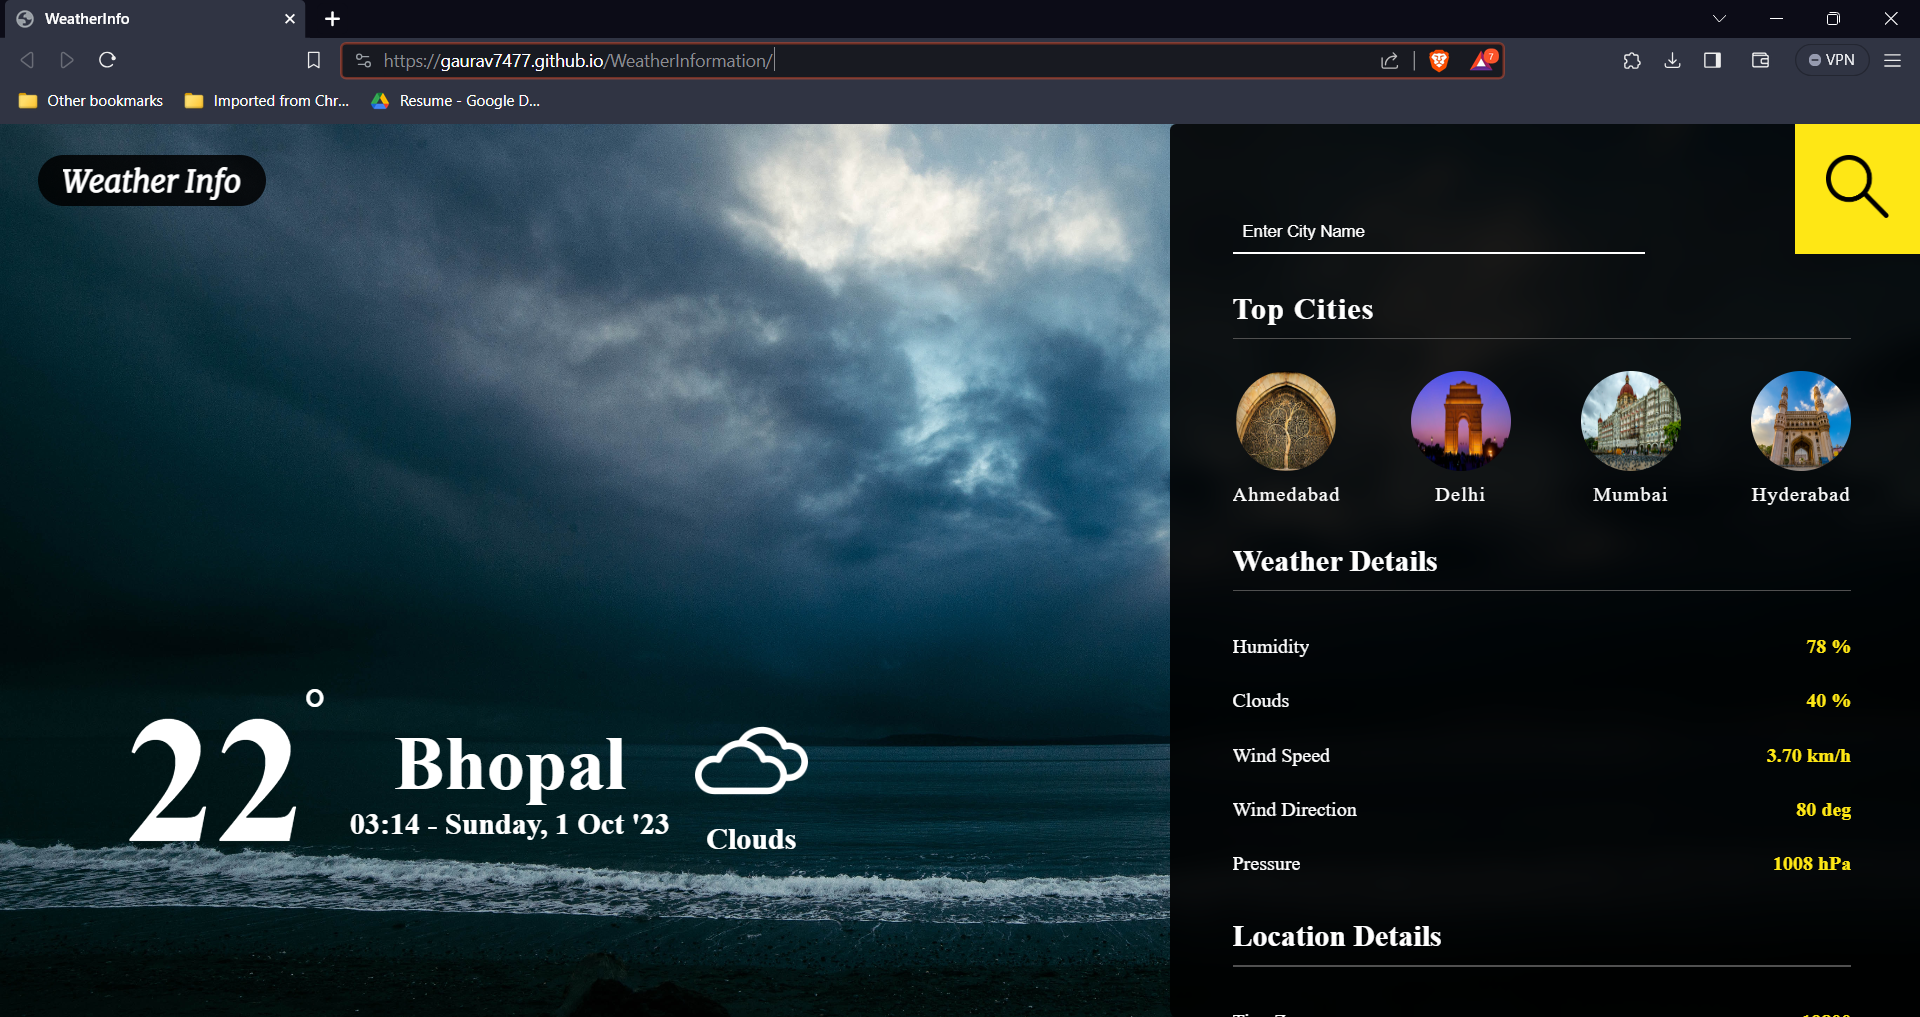 WeatherInfo
https://gaurav7477.github.io/WeatherInformation/
7
VPN
Other bookmarks
Imported from Chr...
Resume - Google D...
Weather Info
Enter City Name
Top Cities
Ahmedabad Delhi Mumbai Hyderabad
Weather Details
Humidity 78 %
Clouds 40 %
Wind Speed 3.70 km/h
Wind Direction 80 deg
Pressure 1008 hPa
Location Details
22°
Bhopal
03:14 - Sunday, 1 Oct '23
Clouds